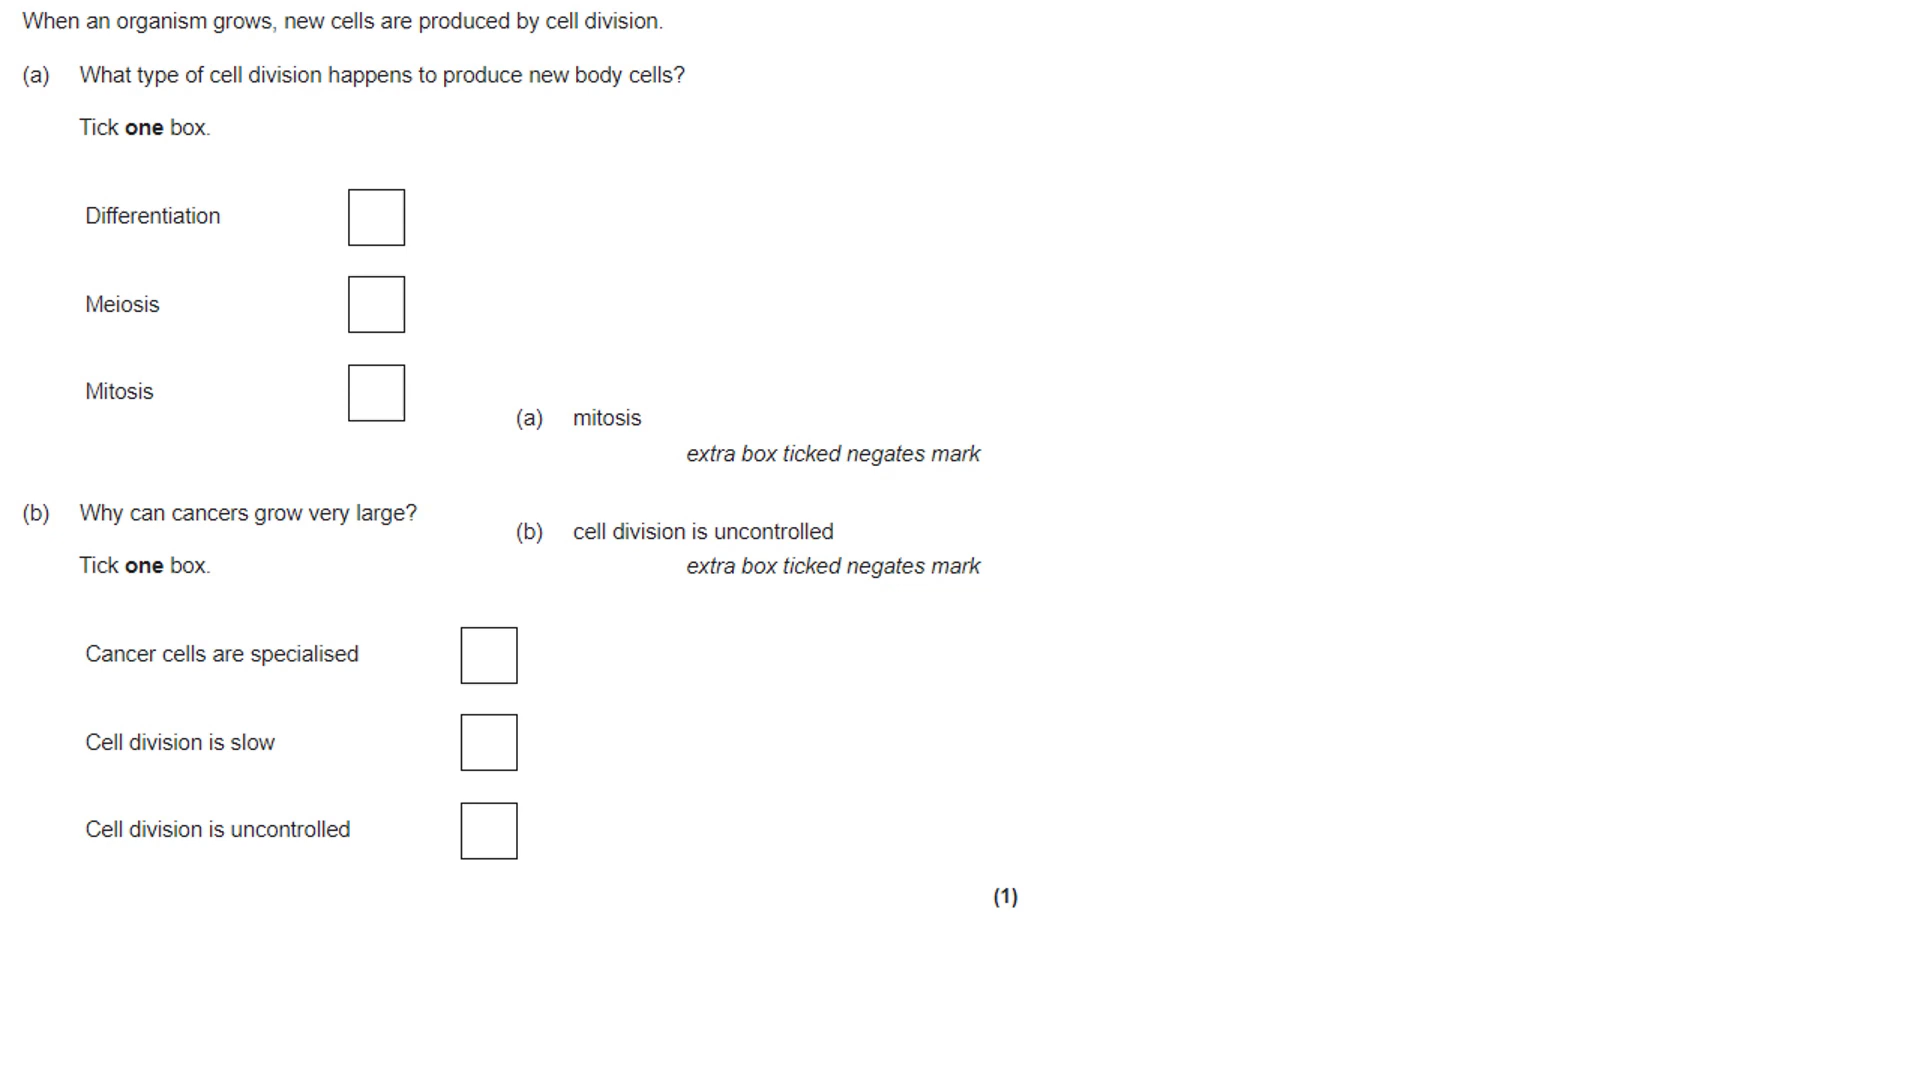 When an organism grows, new cells are produced by cell division.
(a) What type of cell division happens to produce new body cells?
Tick one box.
Differentiation
Meiosis
Mitosis
(a) mitosis
extra box ticked negates mark
(b) Why can cancers grow very large?
(b) cell division is uncontrolled
Tick one box.
extra box ticked negates mark
Cancer cells are specialised
Cell division is slow
Cell division is uncontrolled
(1)